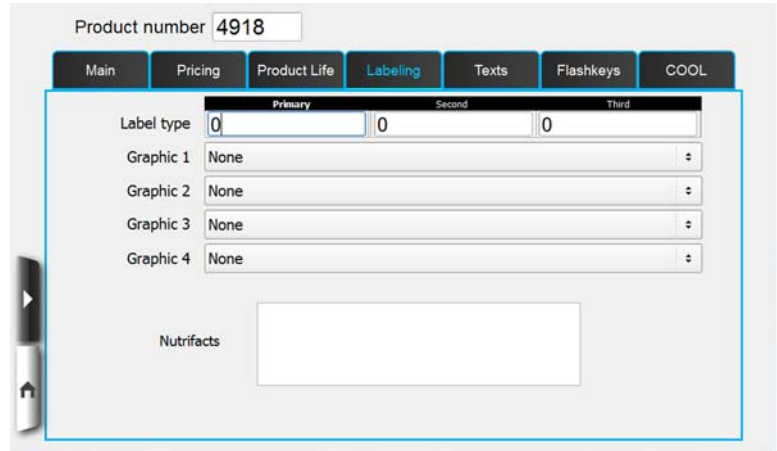 Product number 4918
Main Pricing Product Life Labeling Texts Flashkeys COOL
Primary Second Third
Label type 0 0 0
Graphic 1 None
Graphic 2 None
Graphic 3 None
Graphic 4 None
Nutrifacts